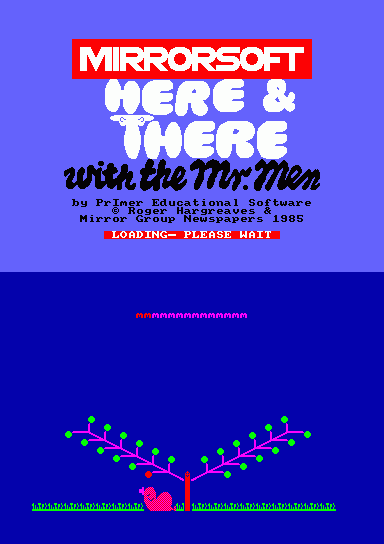 MIRRORSOFT
HERE &
THERE
with the Mr. Men
by PrImer Educational Software
© Roger Hargreaves &
Mirror Group Newspapers 1985
LOADING— PLEASE WAIT